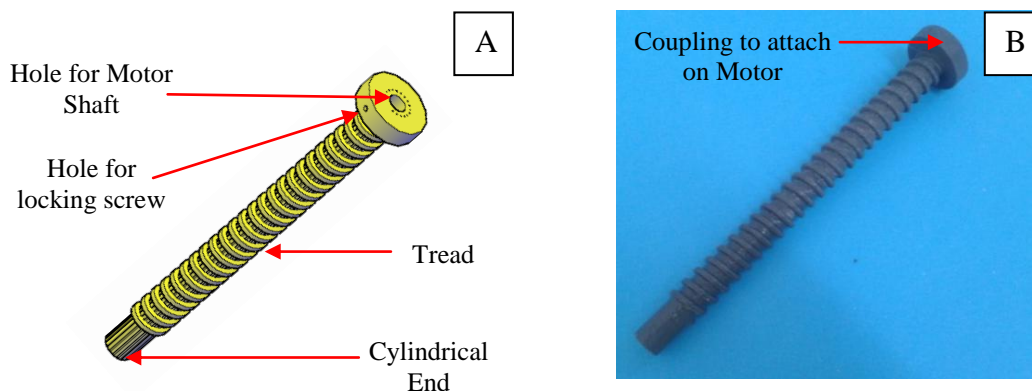 A
Hole for Motor
Shaft
Hole for
locking screw
Tread
Cylindrical
End
B
Coupling to attach
on Motor